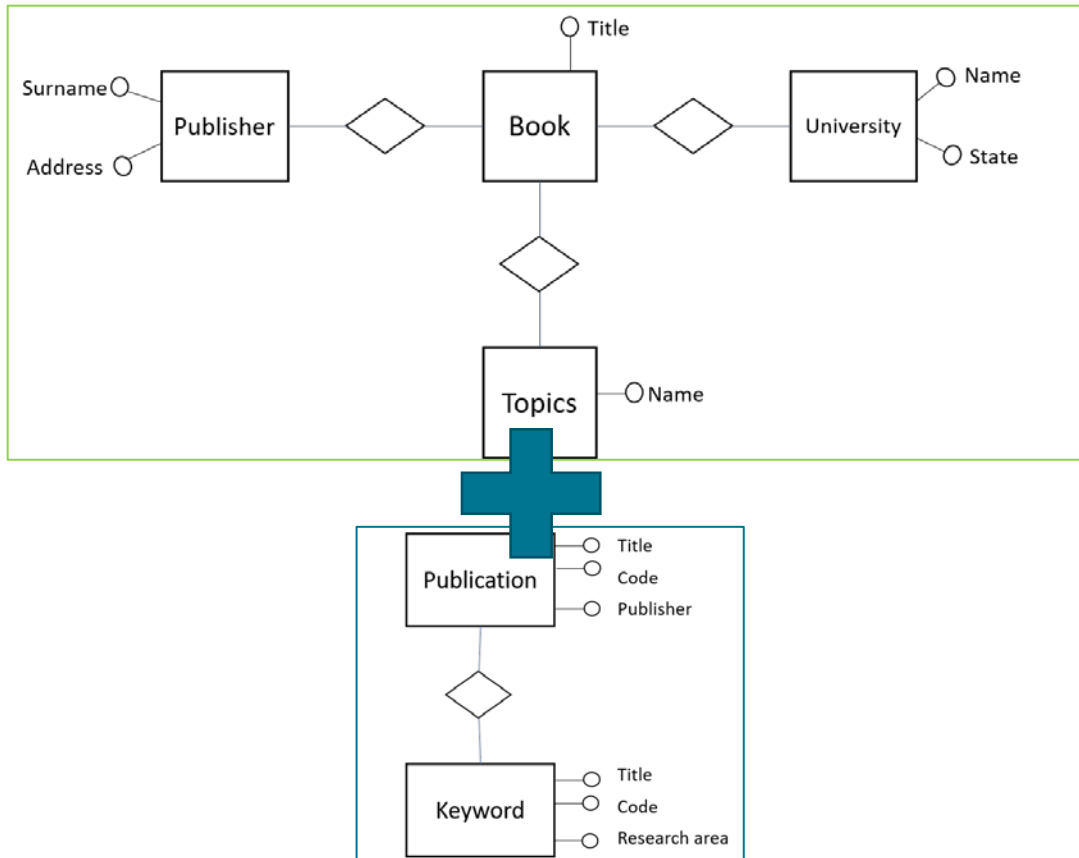 Title
Surname
Publisher
Book
University
Name
Address
State
Topics
Name
Publication
Title
Code
Publisher
Keyword
Title
Code
Research area